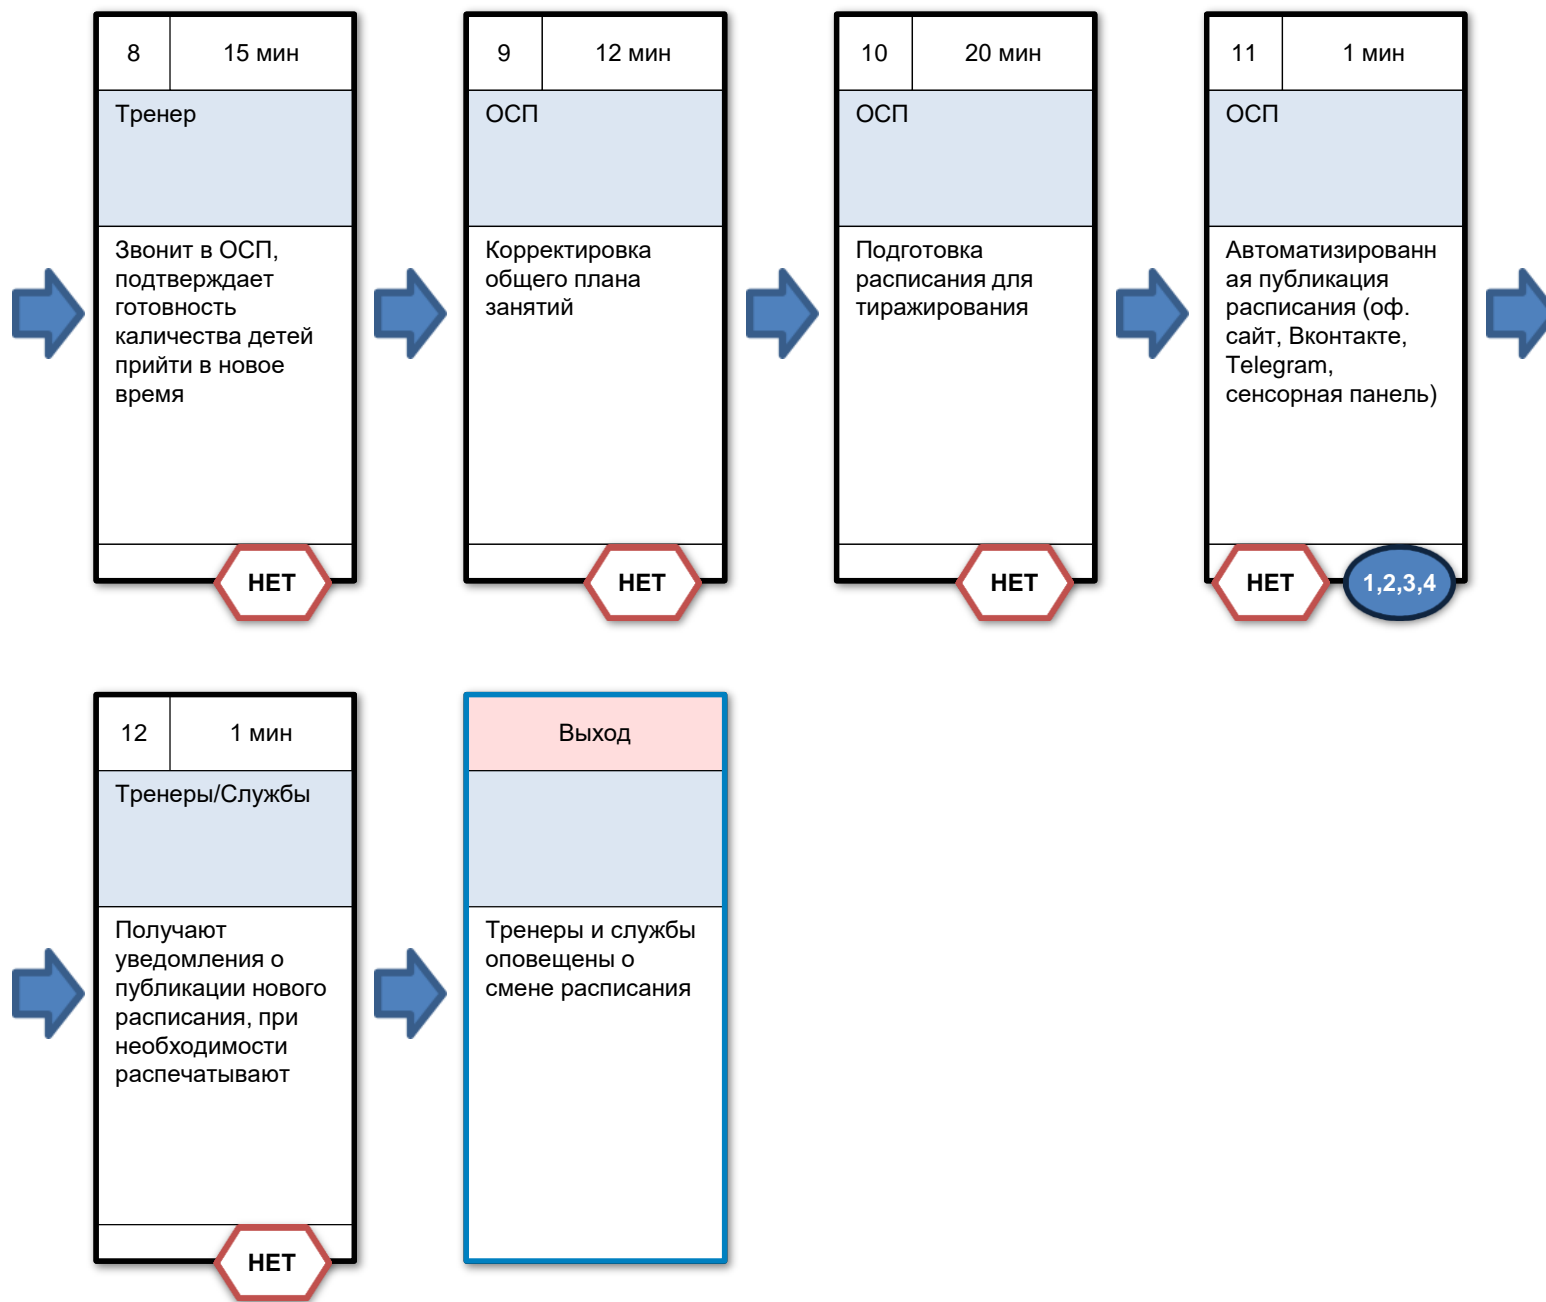 8
15 мин
Тренер
Звонит в ОСП,
подтверждает
готовность
каличества детей
прийти в новое
время
НЕТ
9
12 мин
ОСП
Корректировка
общего плана
занятий
НЕТ
10
20 мин
ОСП
Подготовка
расписания для
тиражирования
НЕТ
11
1 мин
ОСП
Автоматизированн
ая публикация
расписания (оф.
сайт, Вконтакте,
Telegram,
сенсорная панель)
НЕТ
1,2,3,4
12
1 мин
Тренеры/Службы
Получают
уведомления о
публикации нового
расписания, при
необходимости
распечатывают
НЕТ
Выход
Тренеры и службы
оповещены о
смене расписания